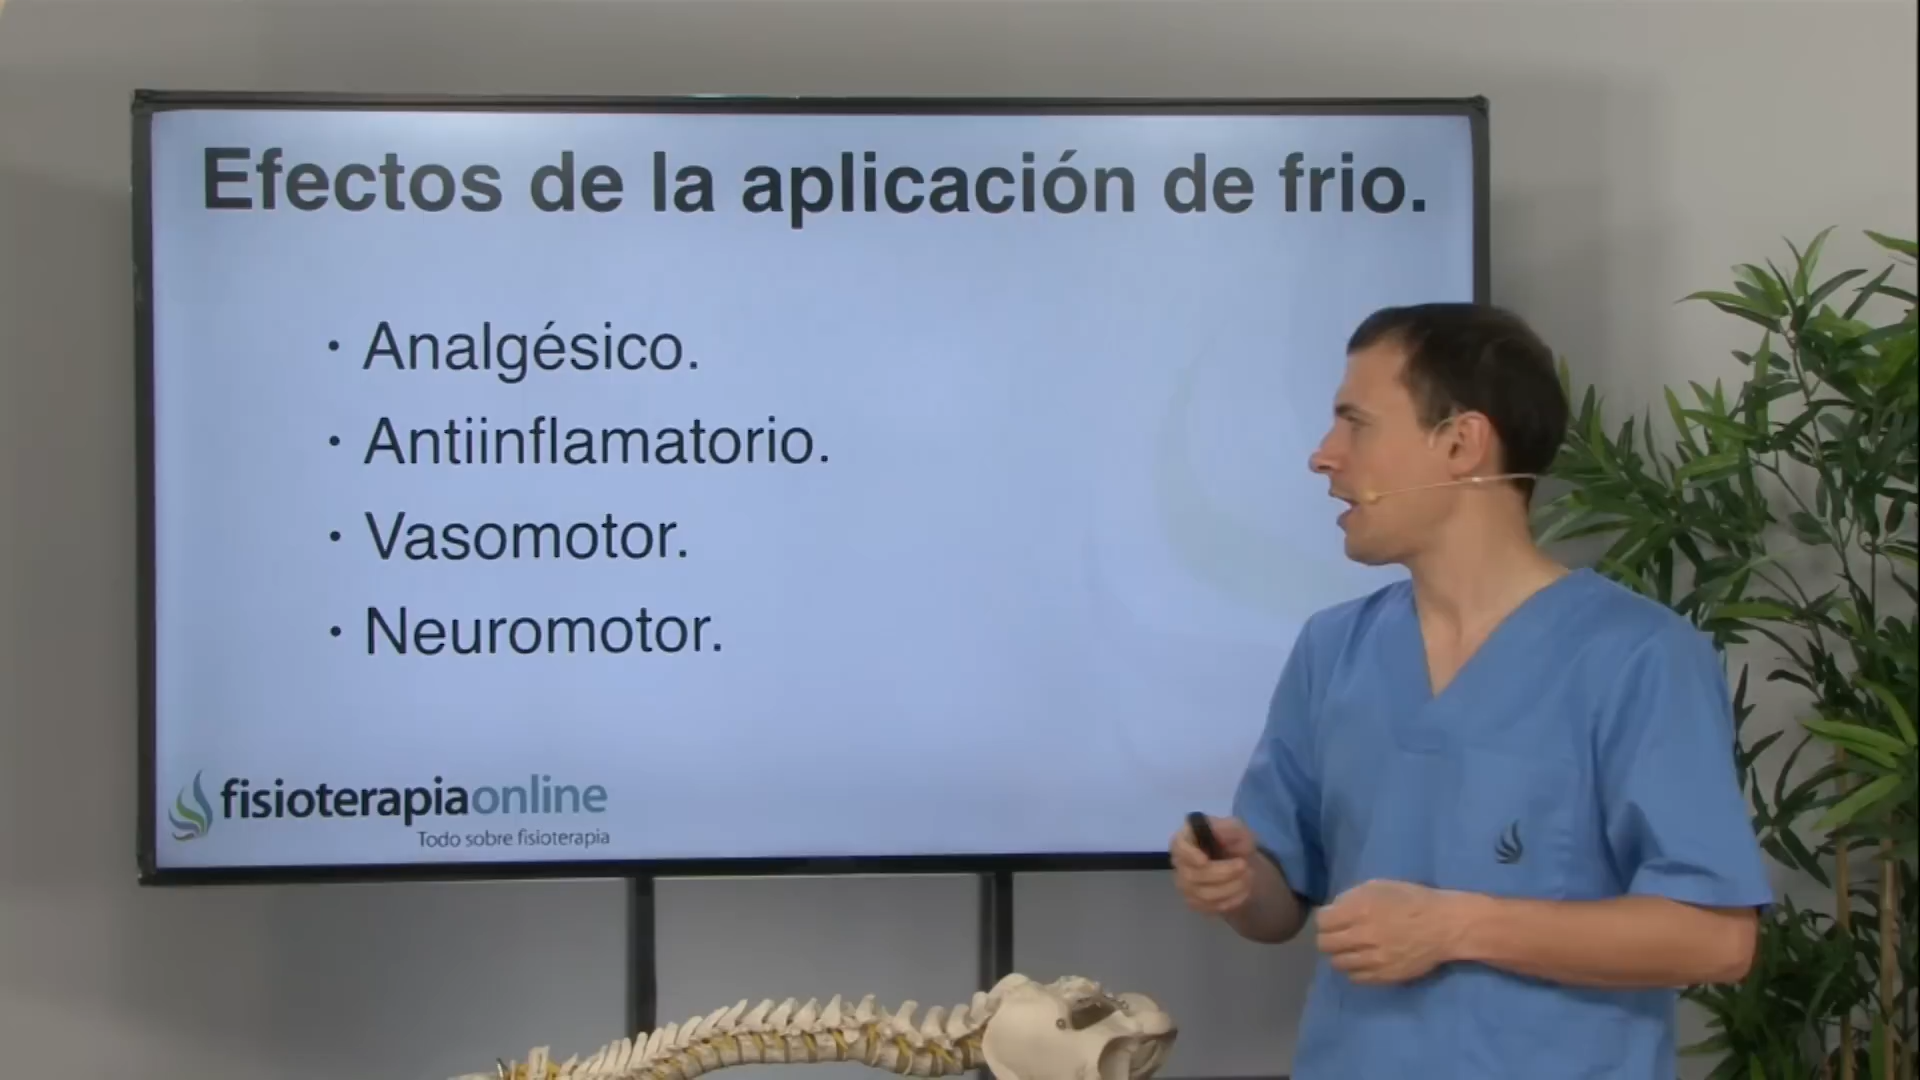 Efectos de la aplicación de frio.
· Analgésico.
· Antiinflamatorio.
· Vasomotor.
· Neuromotor.
fisioterapiaonline
Todo sobre fisioterapia